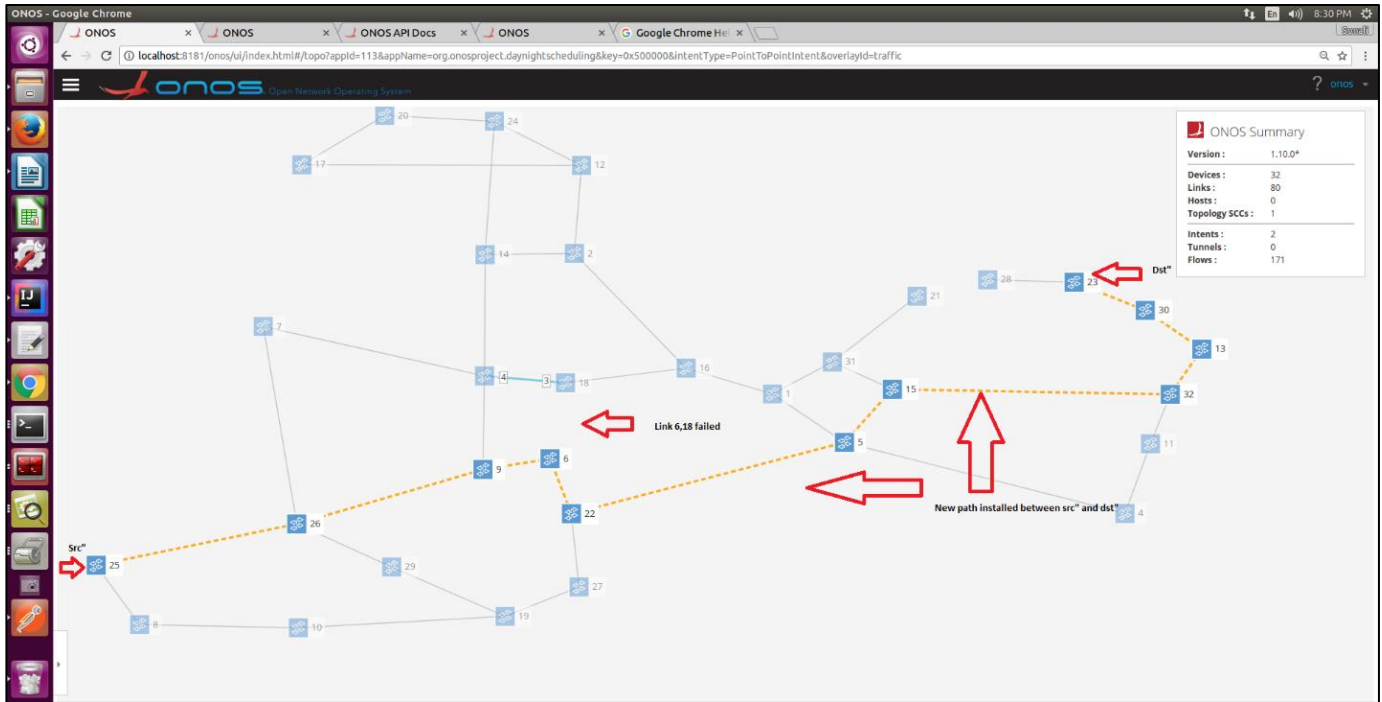 ONOS - Google Chrome
En 8:30 PM
ONOS
ONOS
ONOS API Docs
ONOS
Google Chrome He
Sonali
localhost:8181/onos/ui/index.html#/topo?appId=113&appName=org.onosproject.daynightscheduling&key=0x500000&intentType=PointToPointIntent&overlayId=traffic
onos Open Network Operating System
? onos
20
24
17
12
14
2
28
23
Dst"
21
30
7
13
4
3
18
16
31
1
15
32
Link 6,18 failed
5
11
9
6
22
New path installed between src" and dst"
4
26
Src"
25
29
27
8
10
19
ONOS Summary
Version : 1.10.0*
Devices : 32
Links : 80
Hosts : 0
Topology SCCs : 1
Intents : 2
Tunnels : 0
Flows : 171